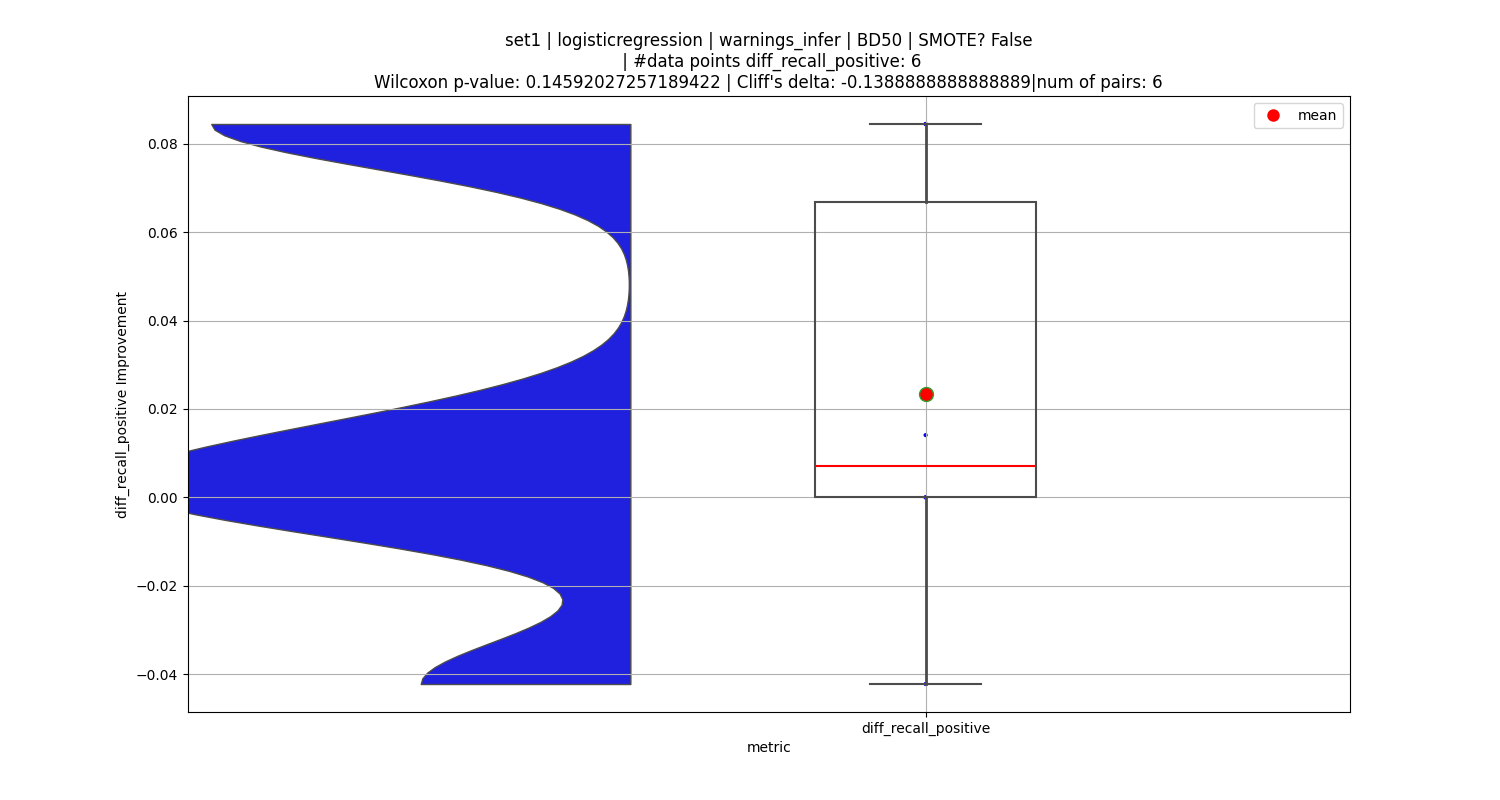 set1 | logisticregression | warnings_infer | BD50 | SMOTE? False
| #data points diff_recall_positive: 6
Wilcoxon p-value: 0.14592027257189422 | Cliff's delta: -0.1388888888888889|num of pairs: 6
mean
0.08
0.06
0.04
0.02
0.00
−0.02
−0.04
diff_recall_positive Improvement
diff_recall_positive
metric